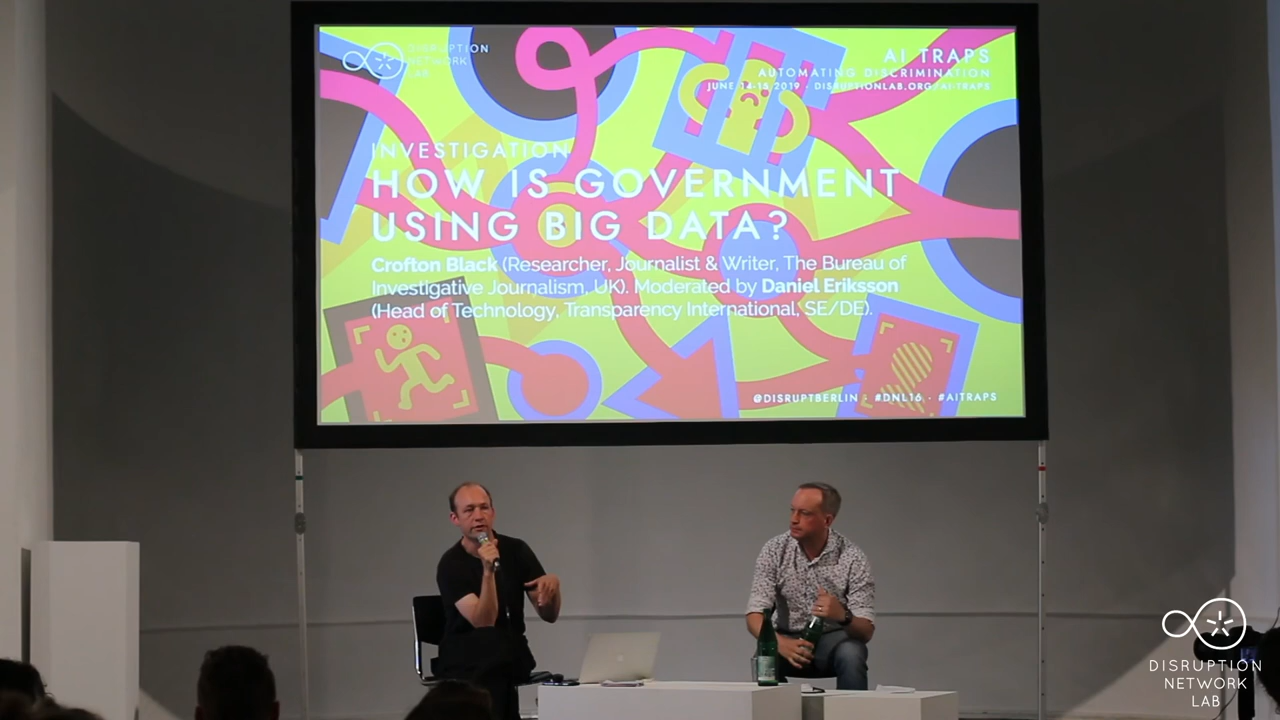 DISRUPTION
NETWORK
LAB
AI TRAPS
AUTOMATING DISCRIMINATION
JUNE 14-15 2019 · DISRUPTIONLAB.ORG/AI-TRAPS
INVESTIGATION
HOW IS GOVERNMENT
USING BIG DATA?
Crofton Black (Researcher, Journalist & Writer, The Bureau of
Investigative Journalism, UK). Moderated by Daniel Eriksson
(Head of Technology, Transparency International, SE/DE).
@DISRUPTBERLIN · #DNL16 · #AITRAPS
DISRUPTION
NETWORK
LAB